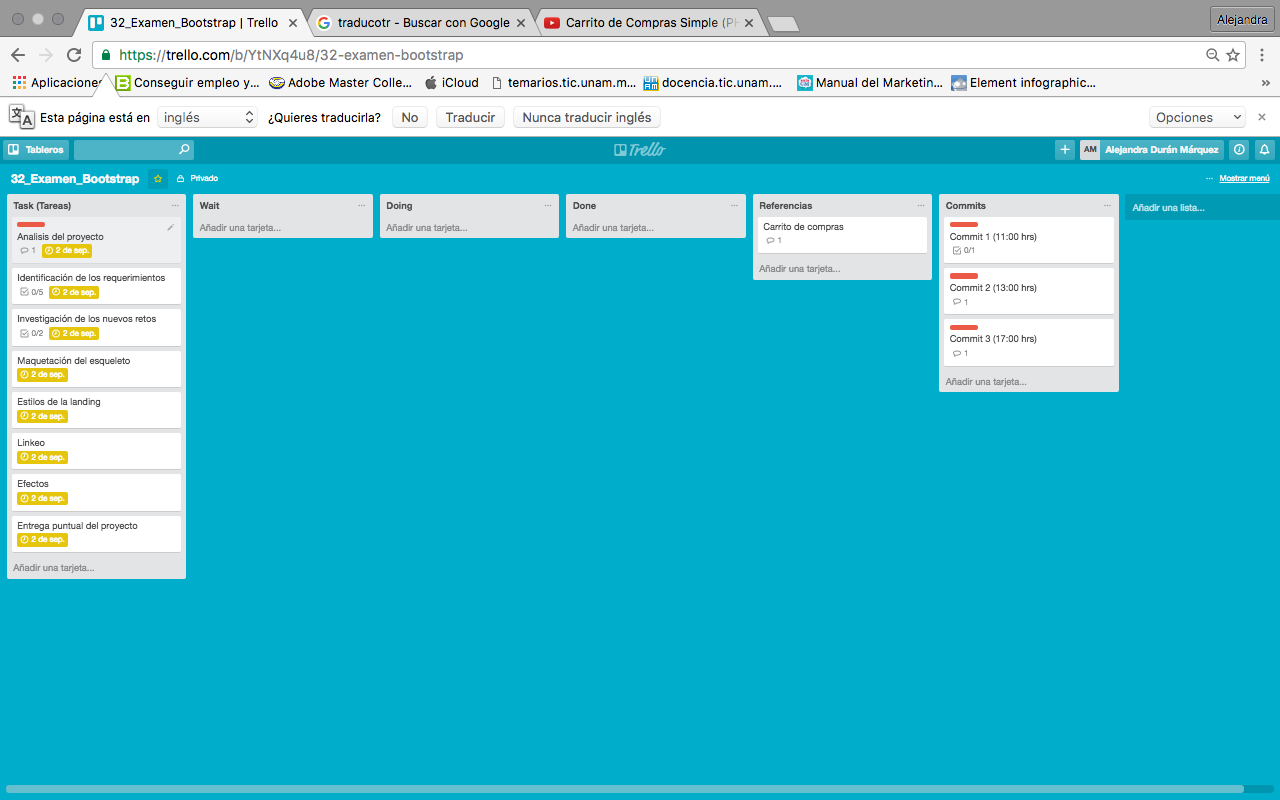 32_Examen_Bootstrap | Trello
traducotr - Buscar con Google
Carrito de Compras Simple (PH
Alejandra
https://trello.com/b/YtNXq4u8/32-examen-bootstrap
Aplicaciones
Conseguir empleo y...
Adobe Master Colle...
iCloud
temarios.tic.unam.m...
docencia.tic.unam....
Manual del Marketin...
Element infographic...
Esta página está en
inglés
¿Quieres traducirla?
No
Traducir
Nunca traducir inglés
Opciones
Tableros
Trello
AM
Alejandra Durán Márquez
32_Examen_Bootstrap
Privado
... Mostrar menú
Task (Tareas)
Analisis del proyecto
1 2 de sep.
Identificación de los requerimientos
0/5 2 de sep.
Investigación de los nuevos retos
0/2 2 de sep.
Maquetación del esqueleto
2 de sep.
Estilos de la landing
2 de sep.
Linkeo
2 de sep.
Efectos
2 de sep.
Entrega puntual del proyecto
2 de sep.
Añadir una tarjeta...
Wait
Añadir una tarjeta...
Doing
Añadir una tarjeta...
Done
Añadir una tarjeta...
Referencias
Carrito de compras
1
Añadir una tarjeta...
Commits
Commit 1 (11:00 hrs)
0/1
Commit 2 (13:00 hrs)
1
Commit 3 (17:00 hrs)
1
Añadir una tarjeta...
Añadir una lista...